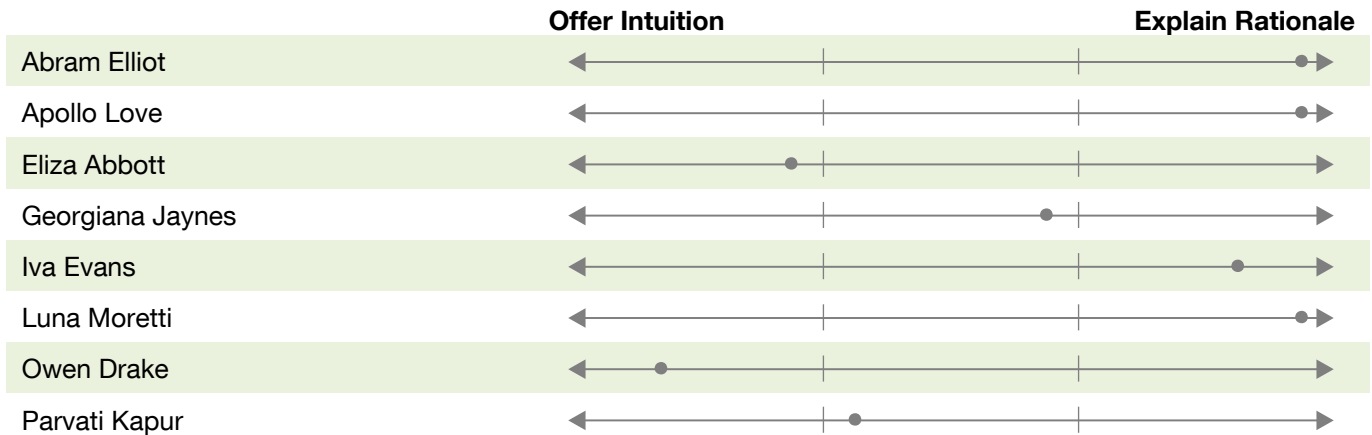 Offer Intuition Explain Rationale
Abram Elliot
Apollo Love
Eliza Abbott
Georgiana Jaynes
Iva Evans
Luna Moretti
Owen Drake
Parvati Kapur